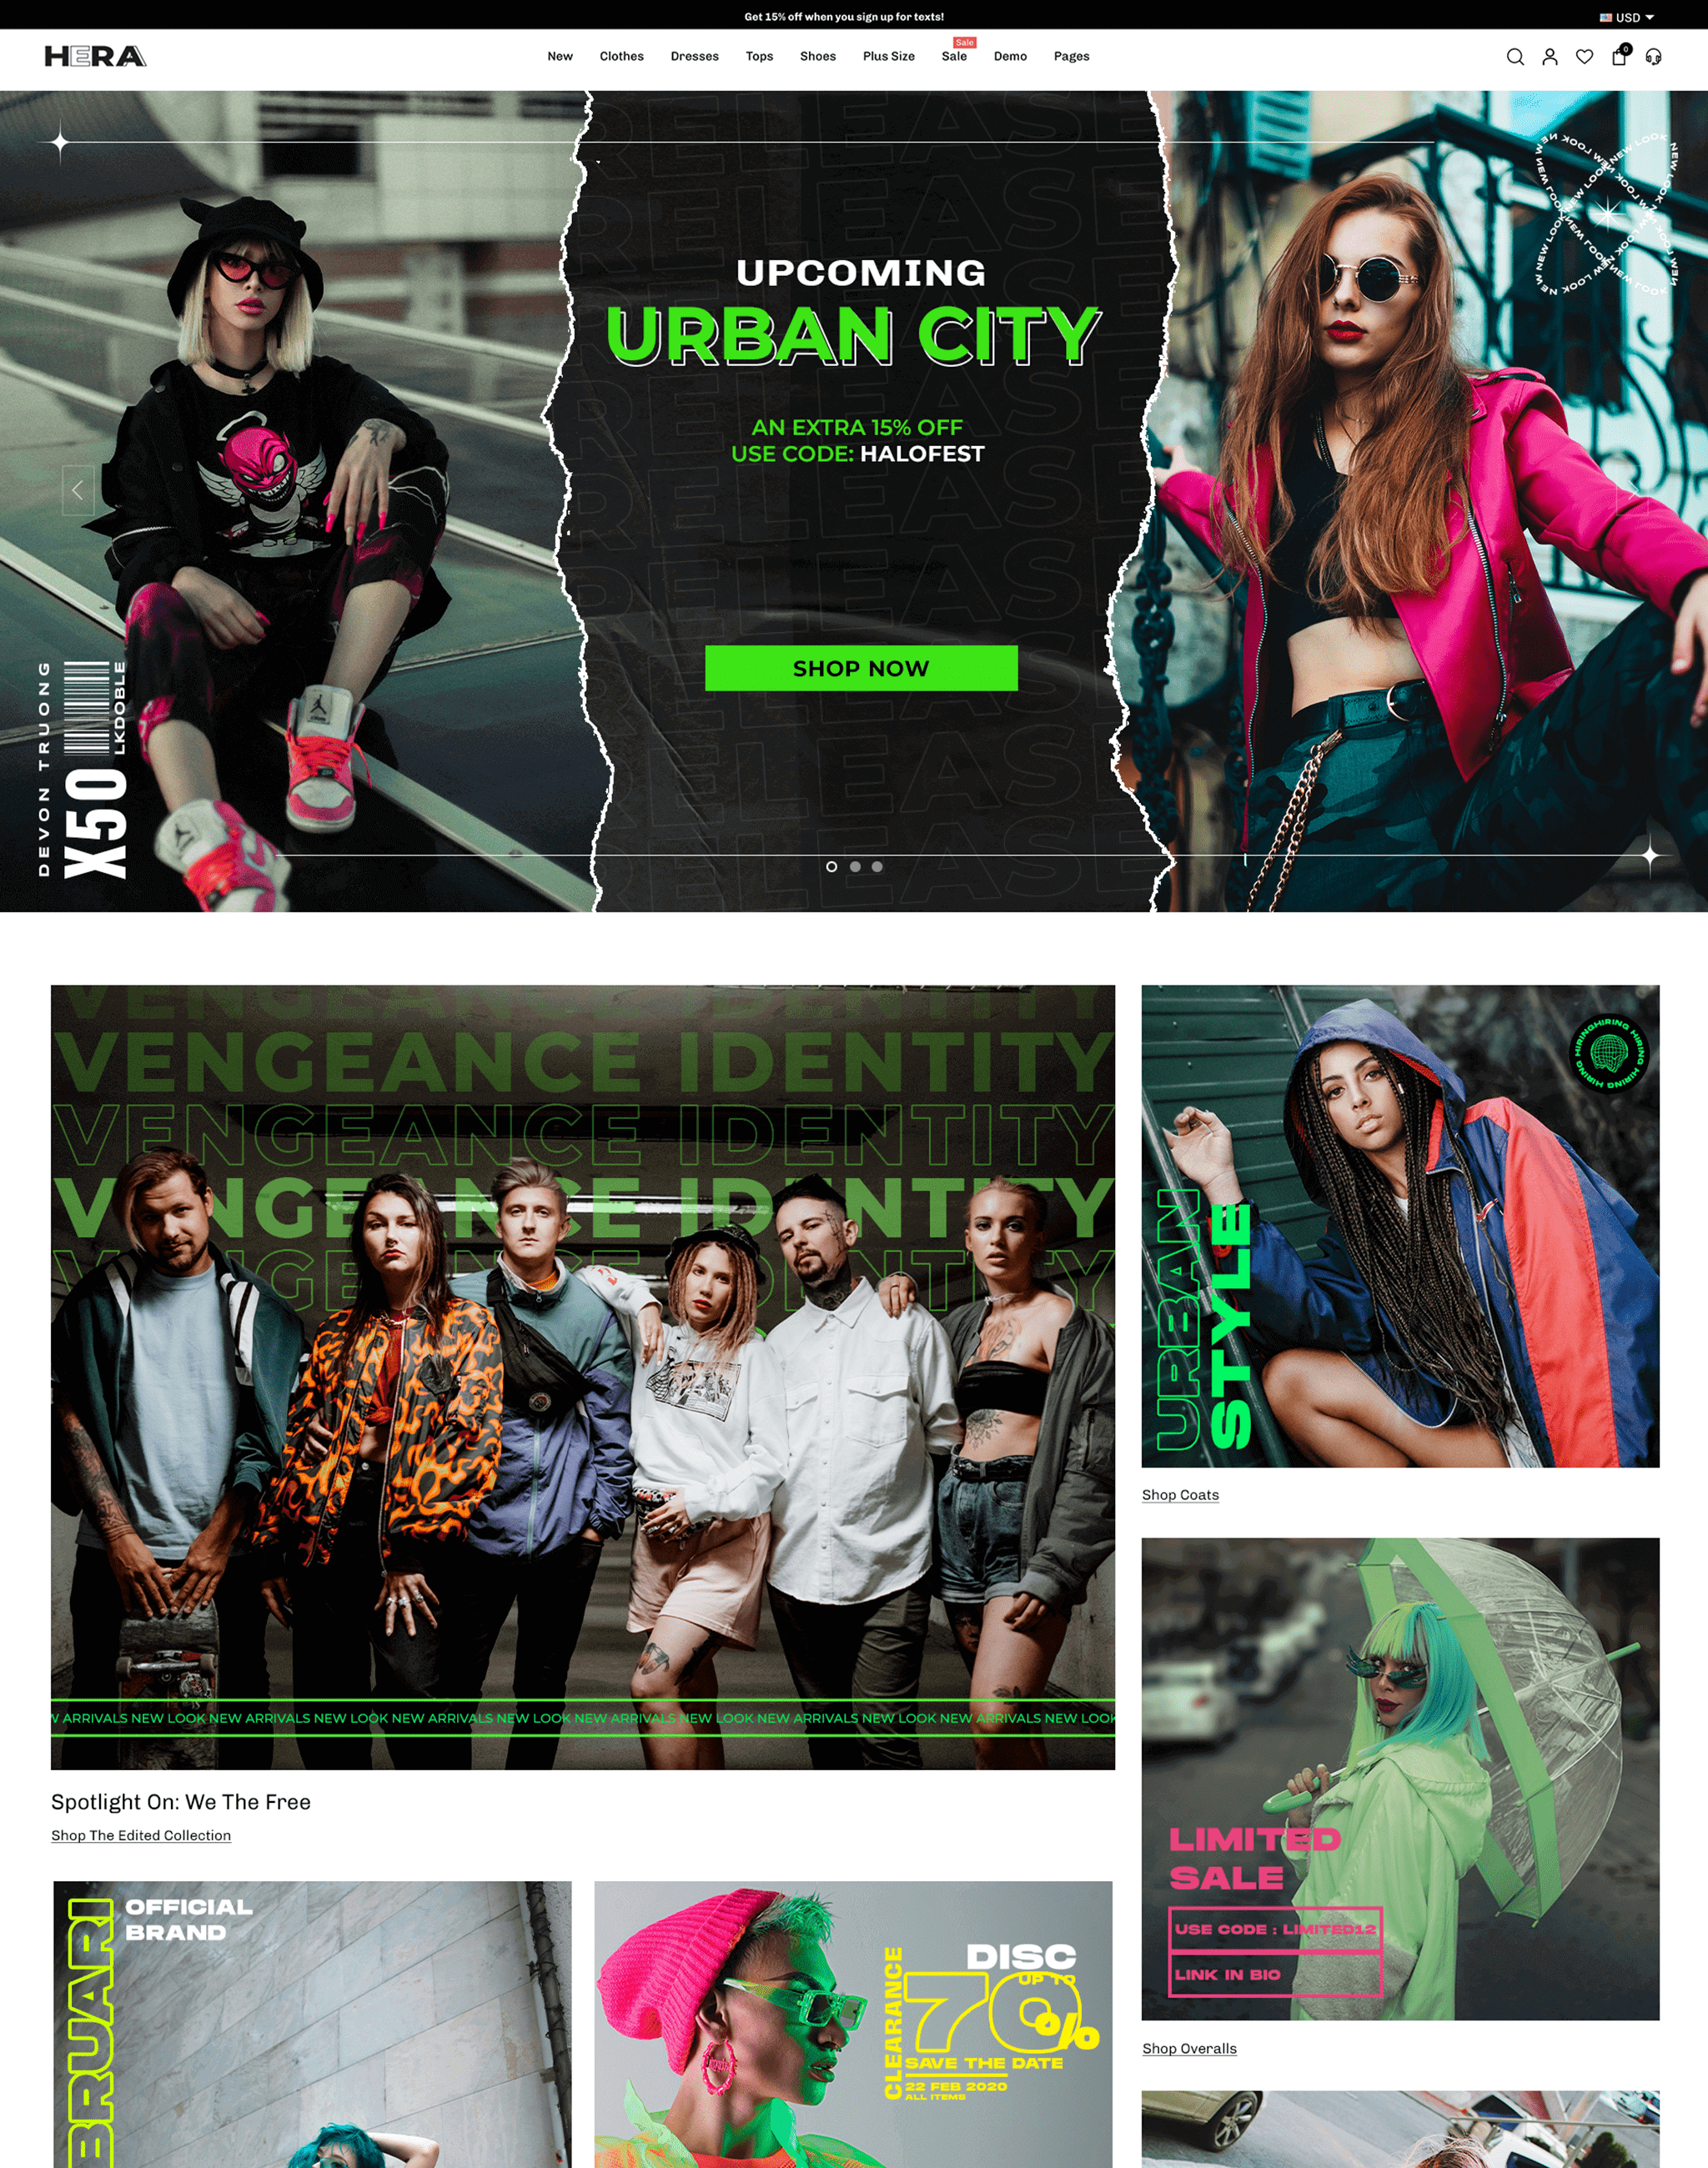 Get 15% off when you sign up for texts!
USD
HERA
New
Clothes
Dresses
Tops
Shoes
Plus Size
Sale
Sale
Demo
Pages
0
NEW LOOK NEW LOOK NEW LOOK NEW LOOK
RELEASE
UPCOMING
URBAN CITY
AN EXTRA 15% OFF
USE CODE: HALOFEST
SHOP NOW
DEVON TRUONG
X50
LKDOBLE
VENGEANCE IDENTITY
VENGEANCE IDENTITY
VENGEANCE IDENTITY
VENGEANCE IDENTITY
VENGEANCE IDENTITY
ARRIVALS NEW LOOK NEW ARRIVALS NEW LOOK NEW ARRIVALS NEW LOOK NEW ARRIVALS NEW LOOK NEW ARRIVALS NEW LOOK NEW ARRIVALS NEW LOOK
HIRING HIRING HIRING HIRING
URBAN
STYLE
Shop Coats
Spotlight On: We The Free
Shop The Edited Collection
LIMITED
SALE
USE CODE : LIMITED12
LINK IN BIO
Shop Overalls
BRUARI
OFFICIAL
BRAND
CLEARANCE
DISC
UP TO
70%
SAVE THE DATE
22 FEB 2020
ALL ITEMS